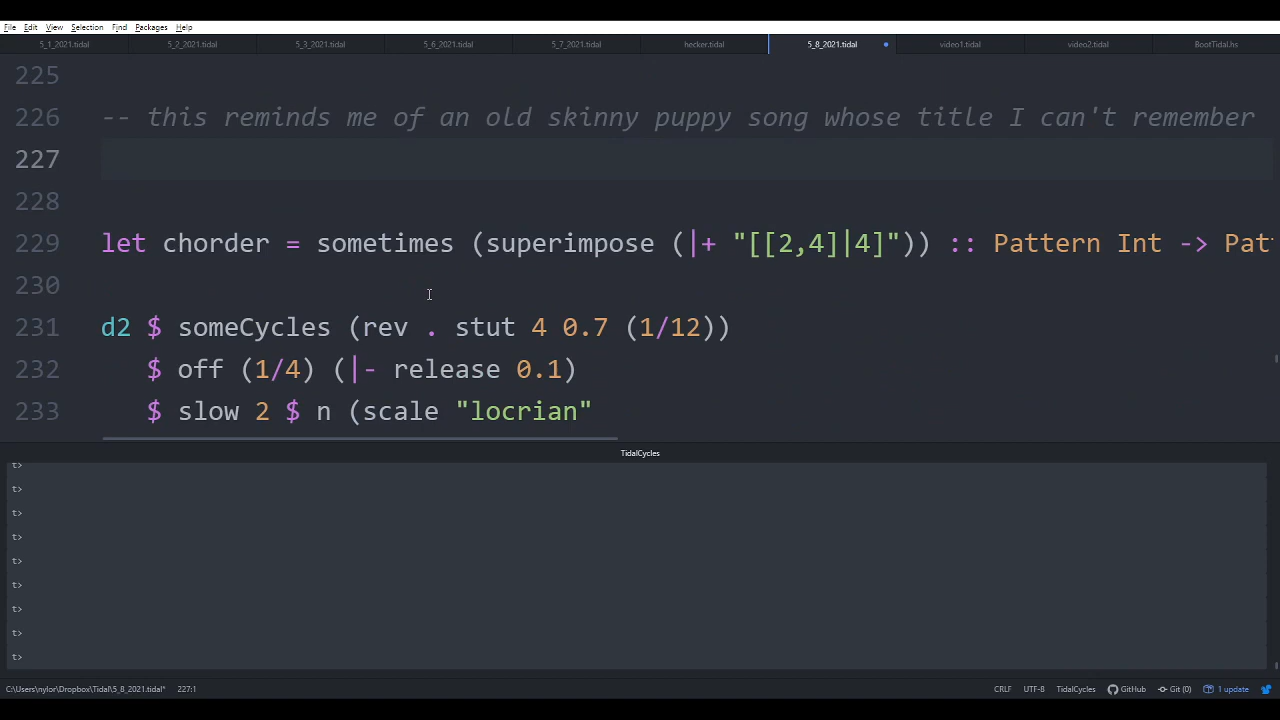 File Edit View Selection Find Packages Help
5_1_2021.tidal 5_2_2021.tidal 5_3_2021.tidal 5_6_2021.tidal 5_7_2021.tidal hecker.tidal 5_8_2021.tidal video1.tidal video2.tidal BootTidal.hs
225
226 -- this reminds me of an old skinny puppy song whose title I can't remember
227
228
229 let chorder = sometimes (superimpose (|+ "[[2,4]|4]")) :: Pattern Int -> Pat
230
231 d2 $ someCycles (rev . stut 4 0.7 (1/12))
232 $ off (1/4) (|- release 0.1)
233 $ slow 2 $ n (scale "locrian"
TidalCycles
t>
t>
t>
t>
t>
t>
t>
t>
t>
C:\Users\nylor\Dropbox\Tidal\5_8_2021.tidal* 227:1 CRLF UTF-8 TidalCycles GitHub Git (0) 1 update